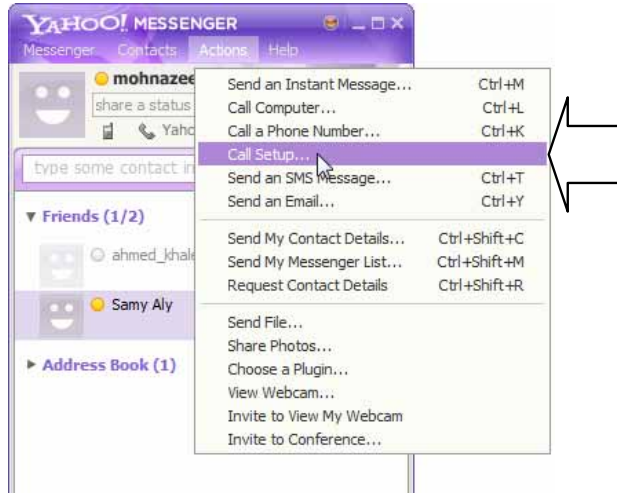 YAHOO! MESSENGER
Messenger Contacts Actions Help
mohnazee
share a status
Yaho
type some contact in
Friends (1/2)
ahmed_khale
Samy Aly
Address Book (1)
Send an Instant Message... Ctrl+M
Call Computer... Ctrl+L
Call a Phone Number... Ctrl+K
Call Setup...
Send an SMS Message... Ctrl+T
Send an Email... Ctrl+Y
Send My Contact Details... Ctrl+Shift+C
Send My Messenger List... Ctrl+Shift+M
Request Contact Details Ctrl+Shift+R
Send File...
Share Photos...
Choose a Plugin...
View Webcam...
Invite to View My Webcam
Invite to Conference...